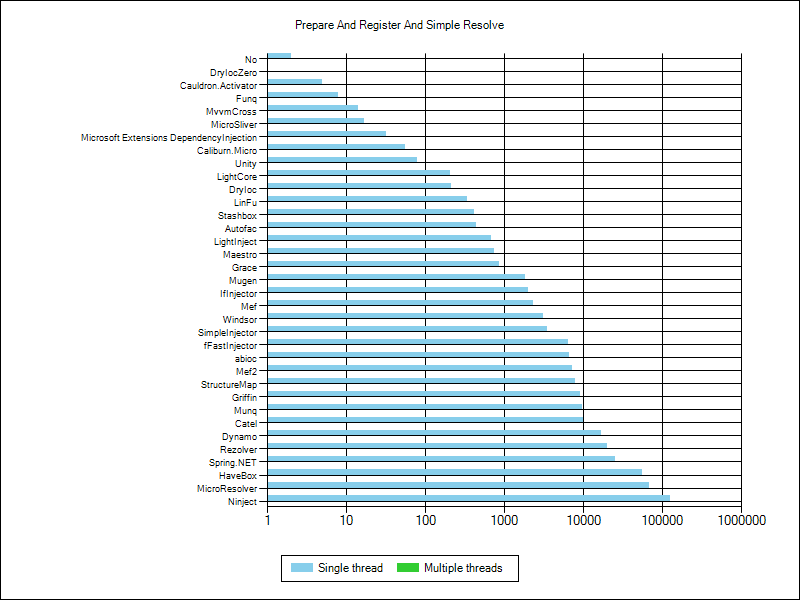 Prepare And Register And Simple Resolve
No
DryIocZero
Cauldron.Activator
Funq
MvvmCross
MicroSliver
Microsoft Extensions DependencyInjection
Caliburn.Micro
Unity
LightCore
DryIoc
LinFu
Stashbox
Autofac
LightInject
Maestro
Grace
Mugen
IfInjector
Mef
Windsor
SimpleInjector
fFastInjector
abioc
Mef2
StructureMap
Griffin
Munq
Catel
Dynamo
Rezolver
Spring.NET
HaveBox
MicroResolver
Ninject
1 10 100 1000 10000 100000 1000000
Single thread Multiple threads